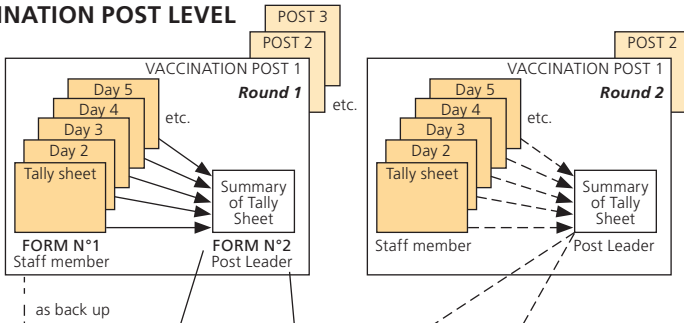 INATION POST LEVEL
POST 3
POST 2
VACCINATION POST 1
Round 1
etc.
Day 5
Day 4
Day 3
Day 2
Tally sheet
etc.
Summary
of Tally
Sheet
FORM N°1
Staff member
FORM N°2
Post Leader
as back up
POST 2
VACCINATION POST 1
Round 2
Day 5
Day 4
Day 3
Day 2
Tally sheet
etc.
Summary
of Tally
Sheet
Staff member
Post Leader